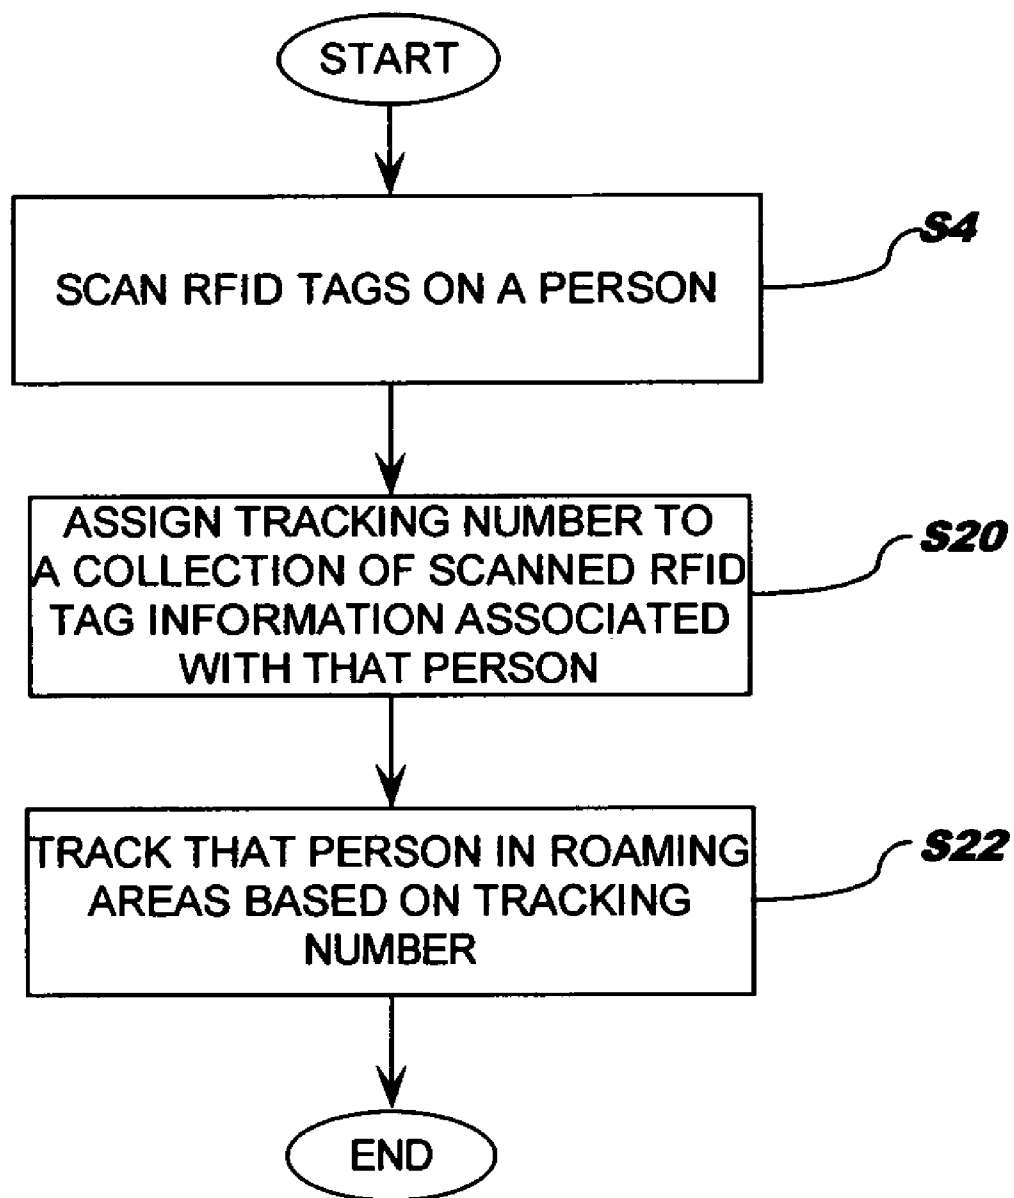 START
S4
SCAN RFID TAGS ON A PERSON
ASSIGN TRACKING NUMBER TO
S20
A COLLECTION OF SCANNED RFID
TAG INFORMATION ASSOCIATED
WITH THAT PERSON
TRACK THAT PERSON IN ROAMING
S22
AREAS BASED ON TRACKING
NUMBER
END